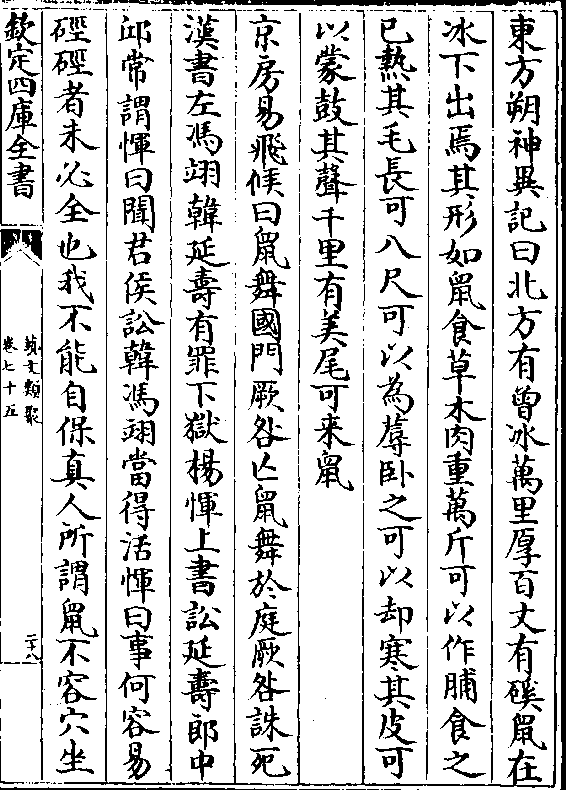 東方朔神異記曰北方有曾冰萬里厚百丈有磎鼠在
冰下出焉其形如鼠食草木肉重萬斤可以作脯食之
已熱其毛長可八尺可以為蓐卧之可以却寒其皮可
以蒙鼓其聲千里有美尾可来鼠
京房易飛候曰鼠舞國門厥咎亡鼠舞於庭厥咎誅死
漢書左馮翊韓延壽有罪下獄楊惲上書訟延壽郎中
邱常謂惲曰聞君侯訟韓馮翊當得活惲曰事何容易
硜硜者未必全也我不能自保真人所謂鼠不容穴坐
欽定四庫全書
藝文類聚
卷七十五
二十八